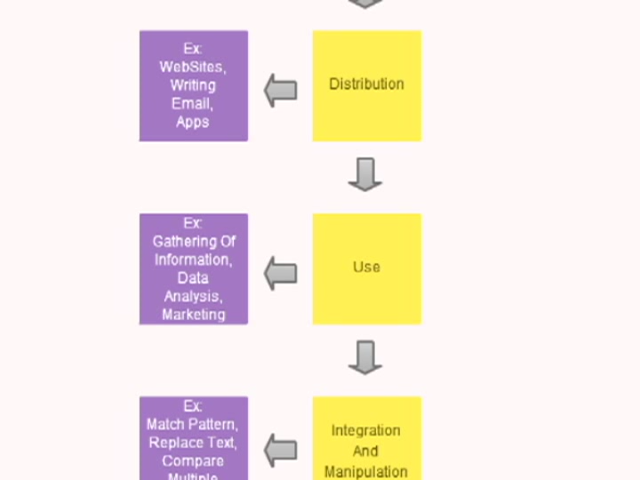 Ex:
WebSites,
Writing
Email,
Apps
Distribution
Ex:
Gathering Of
Information,
Data
Analysis,
Marketing
Use
Ex:
Match Pattern,
Replace Text,
Compare
Multiple
Integration
And
Manipulation